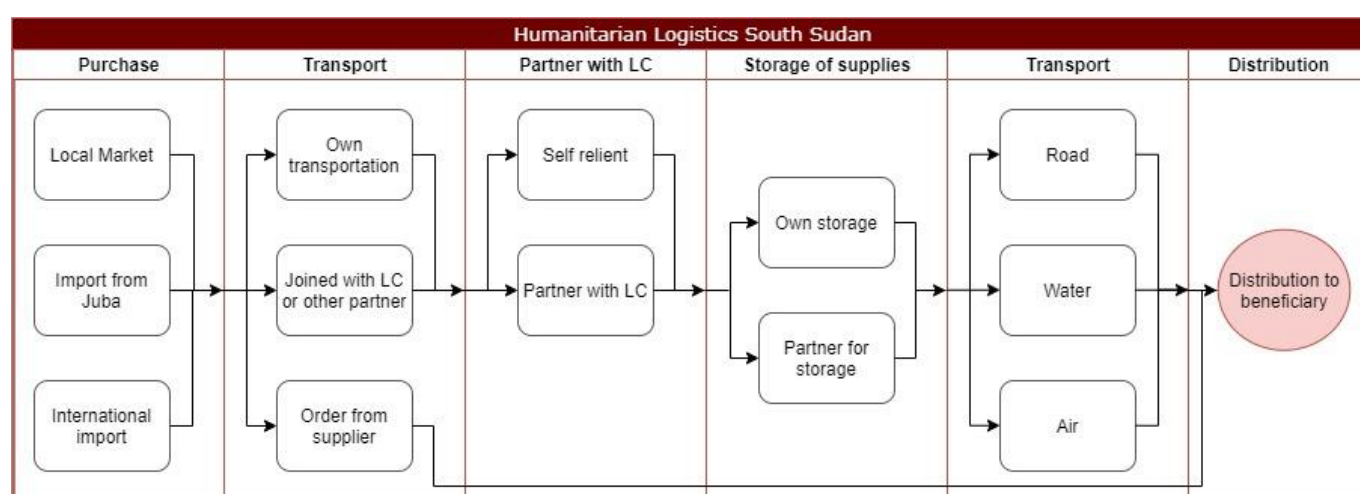 Humanitarian Logistics South Sudan
Purchase
Transport
Partner with LC
Storage of supplies
Transport
Distribution
Local Market
Import from
Juba
International
import
Own
transportation
Joined with LC
or other partner
Order from
supplier
Self relient
Partner with LC
Own storage
Partner for
storage
Road
Water
Air
Distribution to
beneficiary